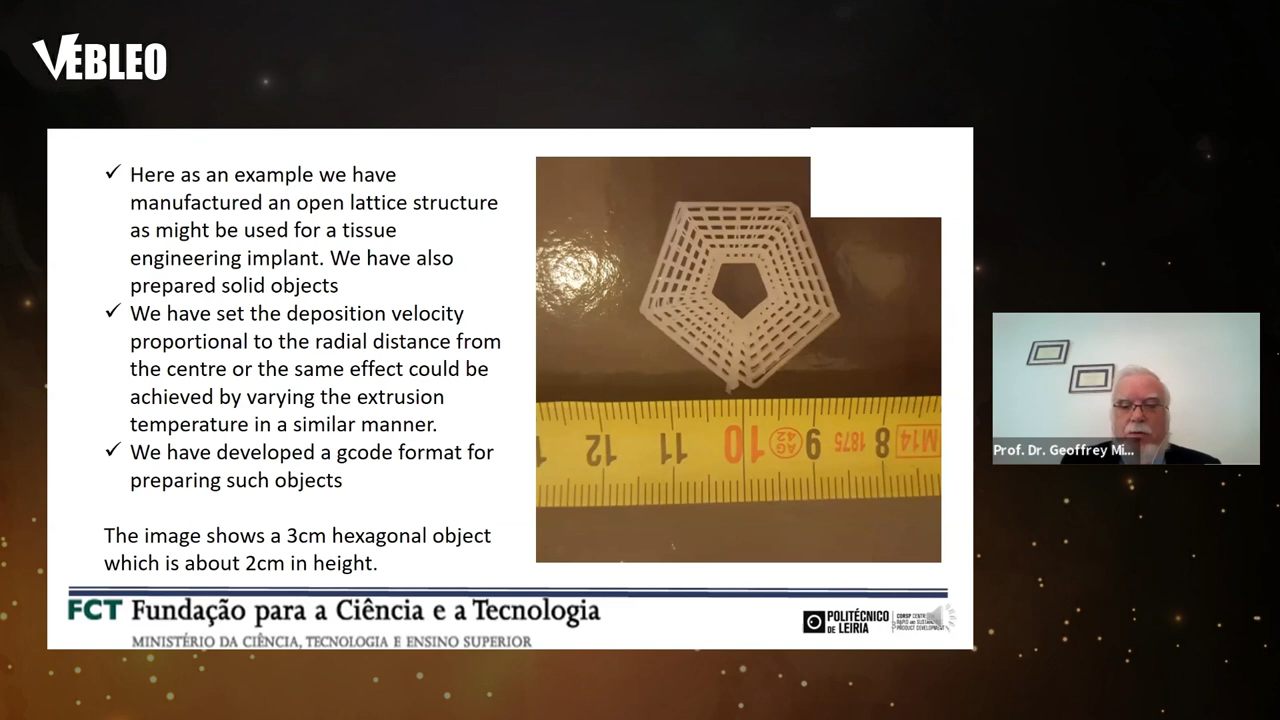 VEBLEO
✓ Here as an example we have
manufactured an open lattice structure
as might be used for a tissue
engineering implant. We have also
prepared solid objects
✓ We have set the deposition velocity
proportional to the radial distance from
the centre or the same effect could be
achieved by varying the extrusion
temperature in a similar manner.
✓ We have developed a gcode format for
preparing such objects
The image shows a 3cm hexagonal object
which is about 2cm in height.
12 11 10 AG 42 9 1875 8 M14
Prof. Dr. Geoffrey Mi...
FCT Fundação para a Ciência e a Tecnologia
MINISTÉRIO DA CIÊNCIA, TECNOLOGIA E ENSINO SUPERIOR
POLITÉCNICO
DE LEIRIA
PRODUCT DEVELOPMENT